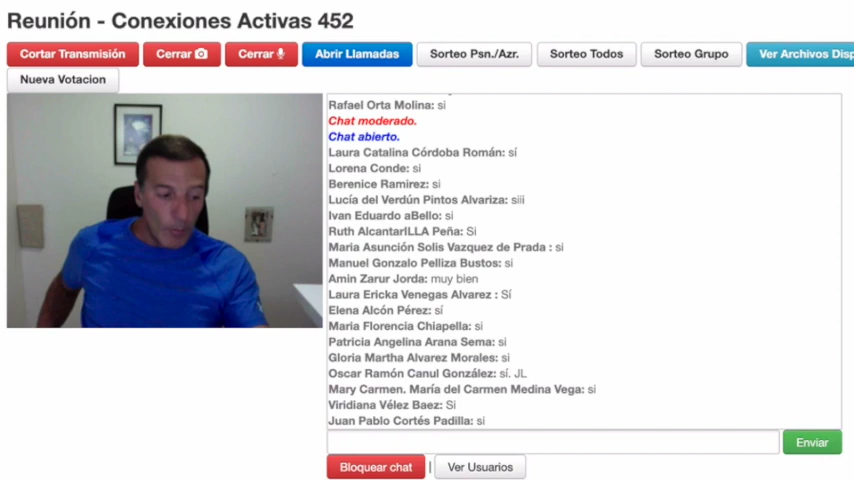 Reunión - Conexiones Activas 452
Cortar Transmisión Cerrar Cerrar Abrir Llamadas Sorteo Psn./Azr. Sorteo Todos Sorteo Grupo Ver Archivos Disp
Nueva Votacion
Rafael Orta Molina: si
Chat moderado.
Chat abierto.
Laura Catalina Córdoba Román: sí
Lorena Conde: si
Berenice Ramirez: si
Lucía del Verdún Pintos Alvariza: siii
Ivan Eduardo aBello: si
Ruth AlcantarILLA Peña: Si
Maria Asunción Solis Vazquez de Prada : si
Manuel Gonzalo Pelliza Bustos: si
Amin Zarur Jorda: muy bien
Laura Ericka Venegas Alvarez : Sí
Elena Alcón Pérez: sí
María Florencia Chiapella: si
Patricia Angelina Arana Sema: si
Gloria Martha Alvarez Morales: si
Oscar Ramón Canul González: sí. JL
Mary Carmen. María del Carmen Medina Vega: si
Viridiana Vélez Baez: Si
Juan Pablo Cortés Padilla: si
Enviar
Bloquear chat | Ver Usuarios